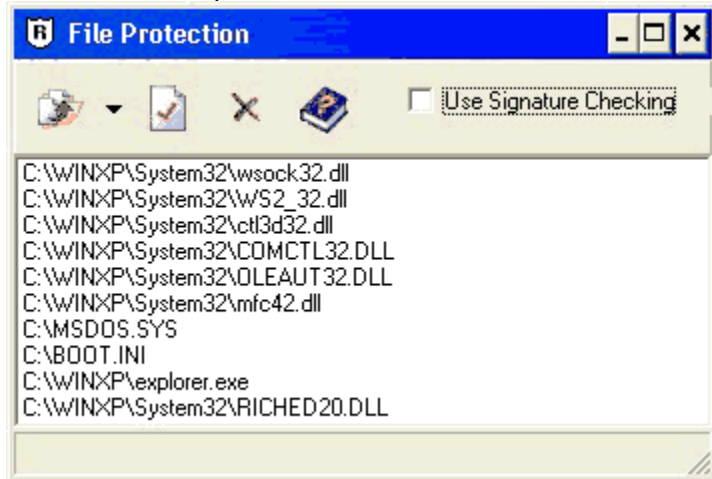 File Protection
Use Signature Checking
C:\WINXP\System32\wsock32.dll
C:\WINXP\System32\WS2_32.dll
C:\WINXP\System32\ctl3d32.dll
C:\WINXP\System32\COMCTL32.DLL
C:\WINXP\System32\OLEAUT32.DLL
C:\WINXP\System32\mfc42.dll
C:\MSDOS.SYS
C:\BOOT.INI
C:\WINXP\explorer.exe
C:\WINXP\System32\RICHED20.DLL